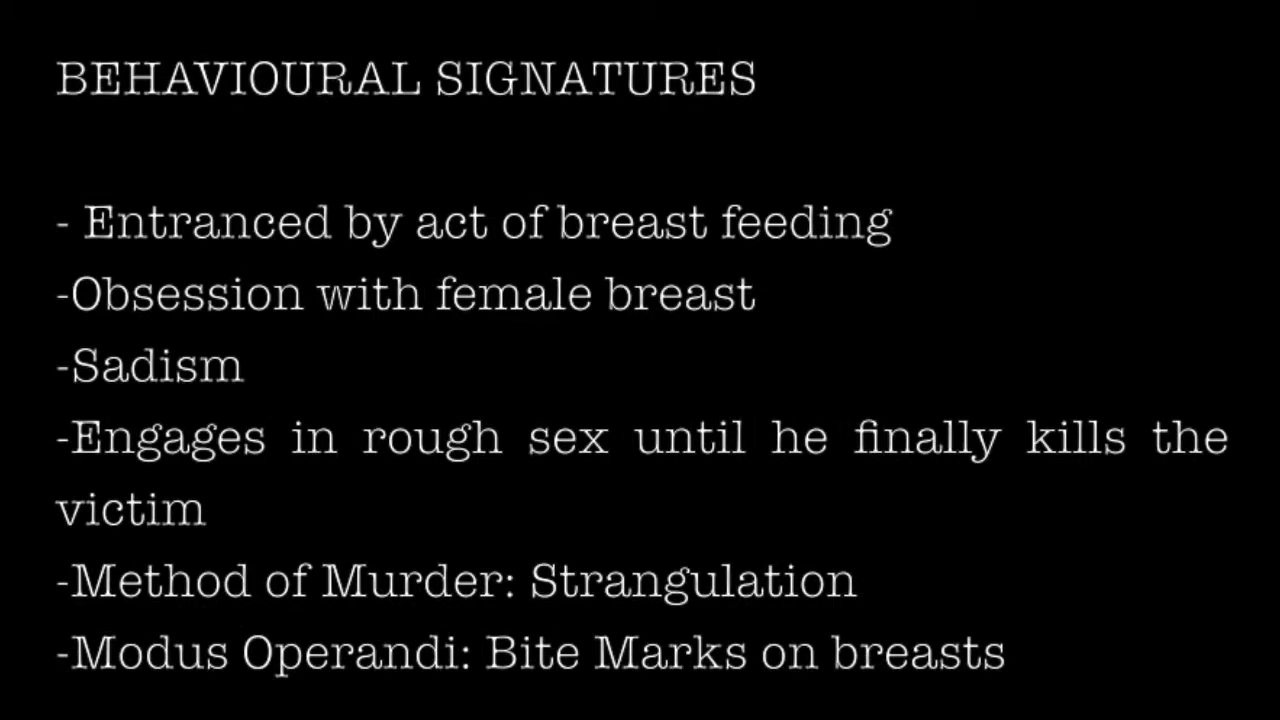 BEHAVIOURAL SIGNATURES
- Entranced by act of breast feeding
-Obsession with female breast
-Sadism
-Engages in rough sex until he finally kills the
victim
-Method of Murder: Strangulation
-Modus Operandi: Bite Marks on breasts